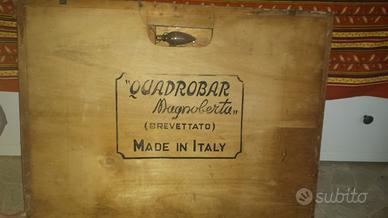 "QUADROBAR
Magnoberta„
(BREVETTATO)
MADE IN ITALY
subito